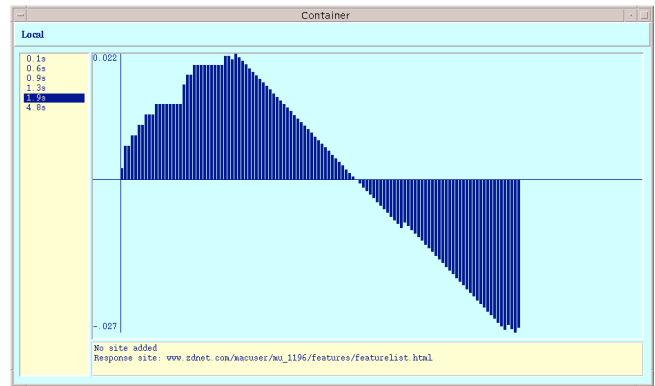 Container
Local
0.1s
0.6s
0.9s
1.3s
1.9s
4.8s
0.022
-.027
No site added
Response site: www.zdnet.com/macuser/mu_1196/features/featurelist.html